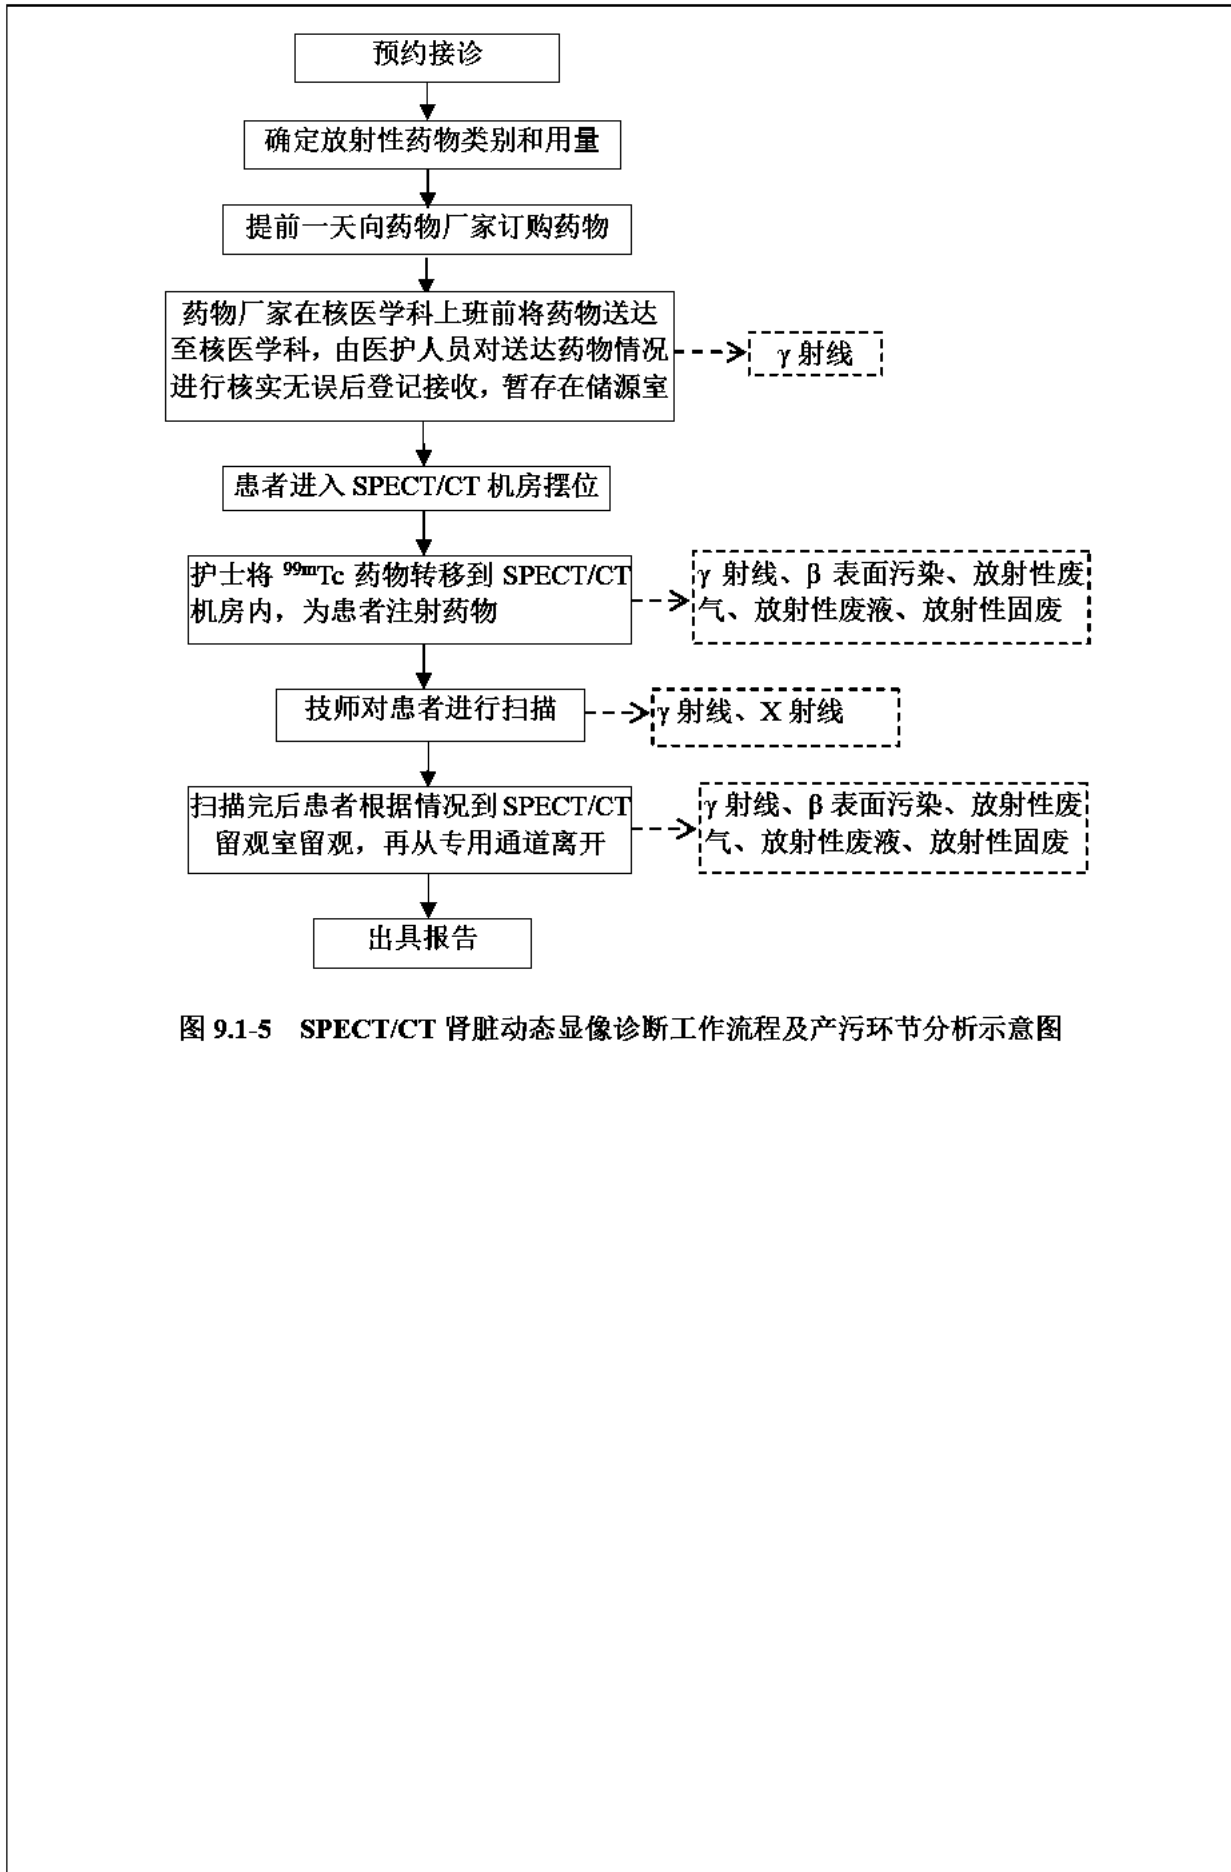 预约接诊
确定放射性药物类别和用量
提前一天向药物厂家订购药物
药物厂家在核医学科上班前将药物送达
至核医学科，由医护人员对送达药物情况
进行核实无误后登记接收，暂存在储源室
γ 射线
患者进入 SPECT/CT 机房摆位
护士将 ⁹⁹ᵐTc 药物转移到 SPECT/CT
机房内，为患者注射药物
γ 射线、β 表面污染、放射性废
气、放射性废液、放射性固废
技师对患者进行扫描
γ 射线、X 射线
扫描完后患者根据情况到 SPECT/CT
留观室留观，再从专用通道离开
γ 射线、β 表面污染、放射性废
气、放射性废液、放射性固废
出具报告
图 9.1-5 SPECT/CT 肾脏动态显像诊断工作流程及产污环节分析示意图